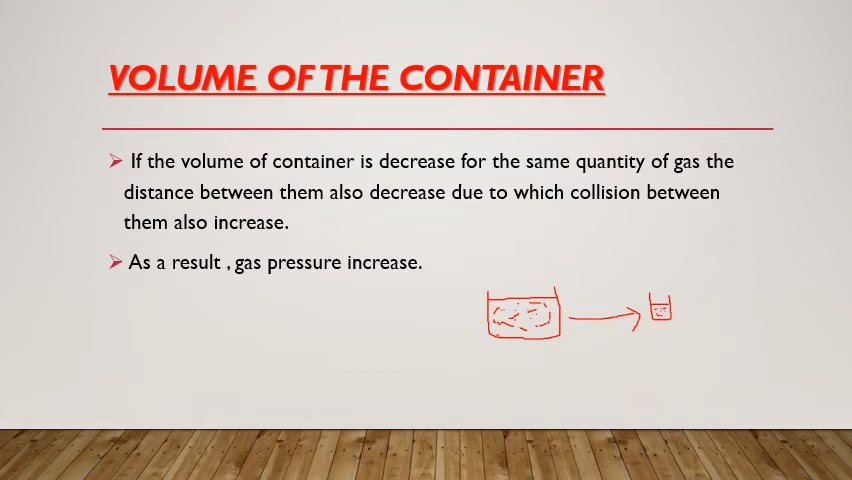 VOLUME OF THE CONTAINER
If the volume of container is decrease for the same quantity of gas the
distance between them also decrease due to which collision between
them also increase.
As a result , gas pressure increase.